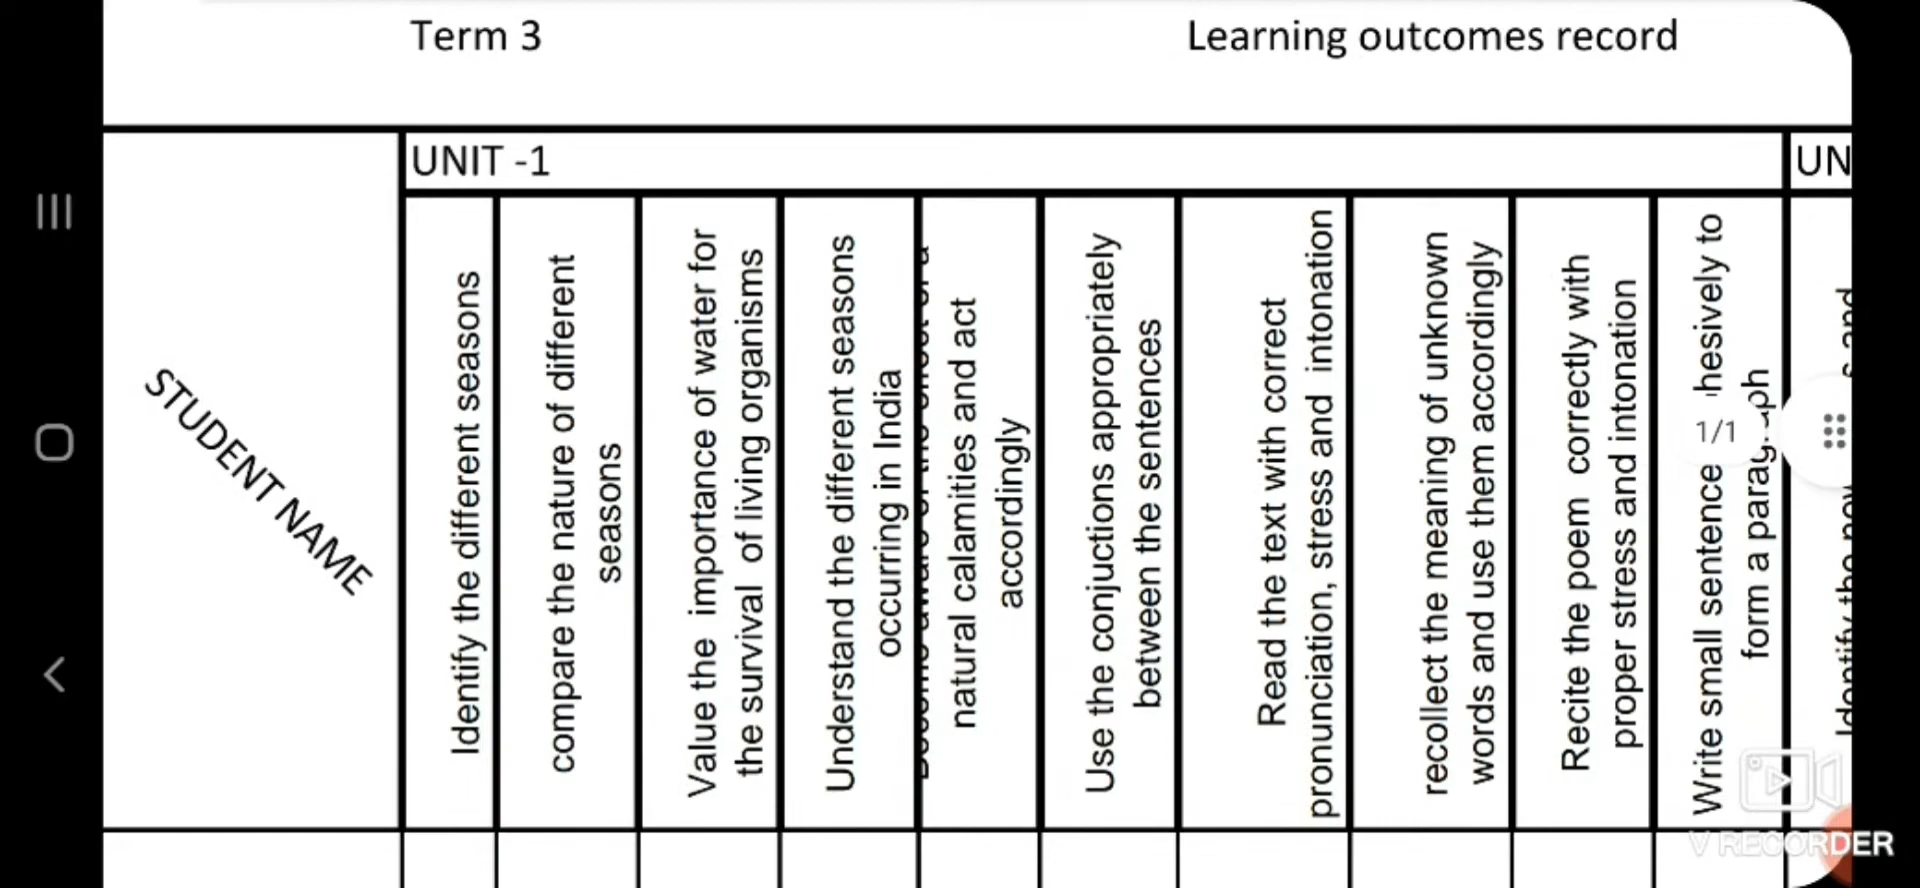 Term 3
Learning outcomes record
UNIT -1
UN
STUDENT NAME
Identify the different seasons
compare the nature of different
seasons
Value the importance of water for
the survival of living organisms
Understand the different seasons
occurring in India
natural calamities and act
accordingly
Use the conjuctions appropriately
between the sentences
Read the text with correct
pronunciation, stress and intonation
recollect the meaning of unknown
words and use them accordingly
Recite the poem correctly with
proper stress and intonation
Write small sentence hesively to
form a
1/1
Identify the
V RECORDER